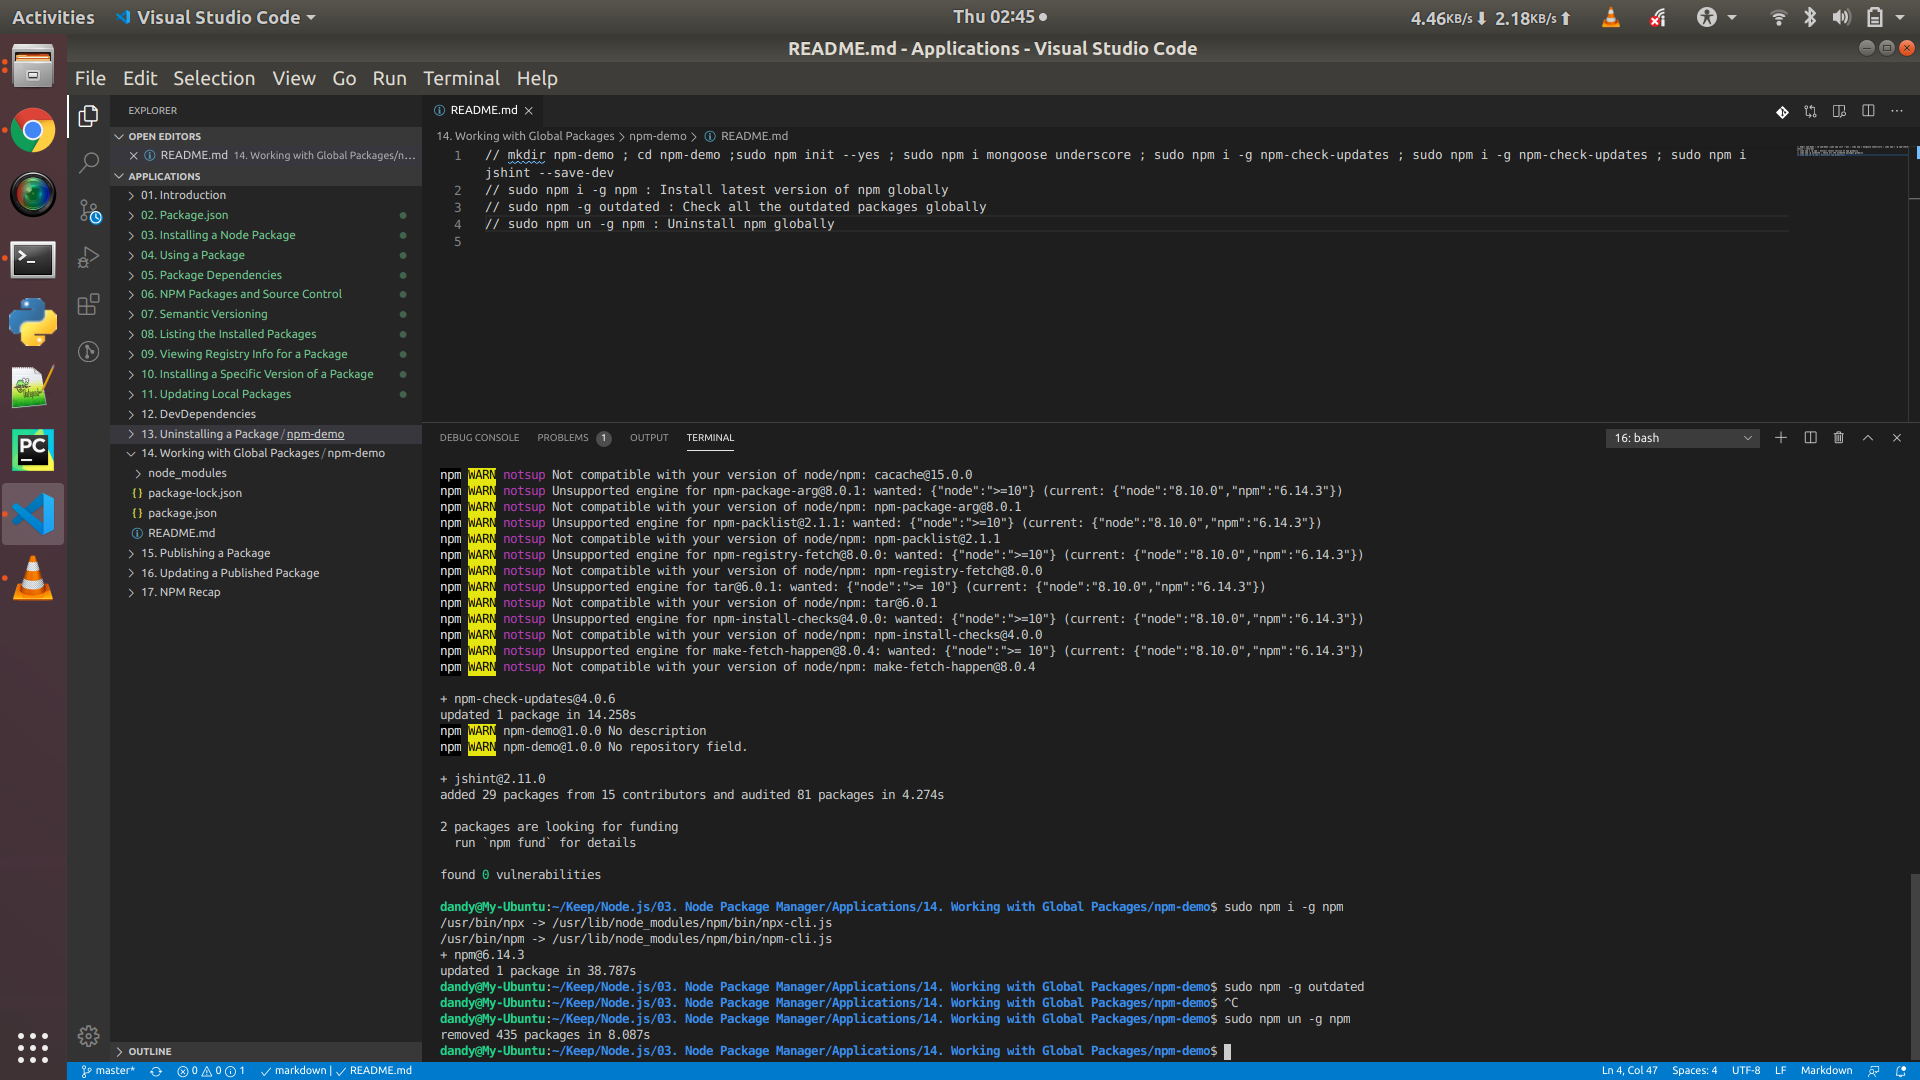 Activities
Visual Studio Code
Thu 02:45
4.46KB/s 2.18KB/s
README.md - Applications - Visual Studio Code
File Edit Selection View Go Run Terminal Help
EXPLORER
OPEN EDITORS
README.md 14. Working with Global Packages/n...
APPLICATIONS
01. Introduction
02. Package.json
03. Installing a Node Package
04. Using a Package
05. Package Dependencies
06. NPM Packages and Source Control
07. Semantic Versioning
08. Listing the Installed Packages
09. Viewing Registry Info for a Package
10. Installing a Specific Version of a Package
11. Updating Local Packages
12. DevDependencies
13. Uninstalling a Package / npm-demo
14. Working with Global Packages / npm-demo
node_modules
{} package-lock.json
{} package.json
README.md
15. Publishing a Package
16. Updating a Published Package
17. NPM Recap
OUTLINE
README.md
14. Working with Global Packages > npm-demo > README.md
1 // mkdir npm-demo ; cd npm-demo ;sudo npm init --yes ; sudo npm i mongoose underscore ; sudo npm i -g npm-check-updates ; sudo npm i -g npm-check-updates ; sudo npm i
jshint --save-dev
2 // sudo npm i -g npm : Install latest version of npm globally
3 // sudo npm -g outdated : Check all the outdated packages globally
4 // sudo npm un -g npm : Uninstall npm globally
5
DEBUG CONSOLE PROBLEMS 1 OUTPUT TERMINAL
16: bash
npm WARN notsup Not compatible with your version of node/npm: cacache@15.0.0
npm WARN notsup Unsupported engine for npm-package-arg@8.0.1: wanted: {"node":">=10"} (current: {"node":"8.10.0","npm":"6.14.3"})
npm WARN notsup Not compatible with your version of node/npm: npm-package-arg@8.0.1
npm WARN notsup Unsupported engine for npm-packlist@2.1.1: wanted: {"node":">=10"} (current: {"node":"8.10.0","npm":"6.14.3"})
npm WARN notsup Not compatible with your version of node/npm: npm-packlist@2.1.1
npm WARN notsup Unsupported engine for npm-registry-fetch@8.0.0: wanted: {"node":">=10"} (current: {"node":"8.10.0","npm":"6.14.3"})
npm WARN notsup Not compatible with your version of node/npm: npm-registry-fetch@8.0.0
npm WARN notsup Unsupported engine for tar@6.0.1: wanted: {"node":">= 10"} (current: {"node":"8.10.0","npm":"6.14.3"})
npm WARN notsup Not compatible with your version of node/npm: tar@6.0.1
npm WARN notsup Unsupported engine for npm-install-checks@4.0.0: wanted: {"node":">=10"} (current: {"node":"8.10.0","npm":"6.14.3"})
npm WARN notsup Not compatible with your version of node/npm: npm-install-checks@4.0.0
npm WARN notsup Unsupported engine for make-fetch-happen@8.0.4: wanted: {"node":">= 10"} (current: {"node":"8.10.0","npm":"6.14.3"})
npm WARN notsup Not compatible with your version of node/npm: make-fetch-happen@8.0.4
+ npm-check-updates@4.0.6
updated 1 package in 14.258s
npm WARN npm-demo@1.0.0 No description
npm WARN npm-demo@1.0.0 No repository field.
+ jshint@2.11.0
added 29 packages from 15 contributors and audited 81 packages in 4.274s
2 packages are looking for funding
run `npm fund` for details
found 0 vulnerabilities
dandy@My-Ubuntu:~/Keep/Node.js/03. Node Package Manager/Applications/14. Working with Global Packages/npm-demo$ sudo npm i -g npm
/usr/bin/npx -> /usr/lib/node_modules/npm/bin/npx-cli.js
/usr/bin/npm -> /usr/lib/node_modules/npm/bin/npm-cli.js
+ npm@6.14.3
updated 1 package in 38.787s
dandy@My-Ubuntu:~/Keep/Node.js/03. Node Package Manager/Applications/14. Working with Global Packages/npm-demo$ sudo npm -g outdated
dandy@My-Ubuntu:~/Keep/Node.js/03. Node Package Manager/Applications/14. Working with Global Packages/npm-demo$ ^C
dandy@My-Ubuntu:~/Keep/Node.js/03. Node Package Manager/Applications/14. Working with Global Packages/npm-demo$ sudo npm un -g npm
removed 435 packages in 8.087s
dandy@My-Ubuntu:~/Keep/Node.js/03. Node Package Manager/Applications/14. Working with Global Packages/npm-demo$
master* 0 0 1 markdown | README.md
Ln 4, Col 47 Spaces: 4 UTF-8 LF Markdown